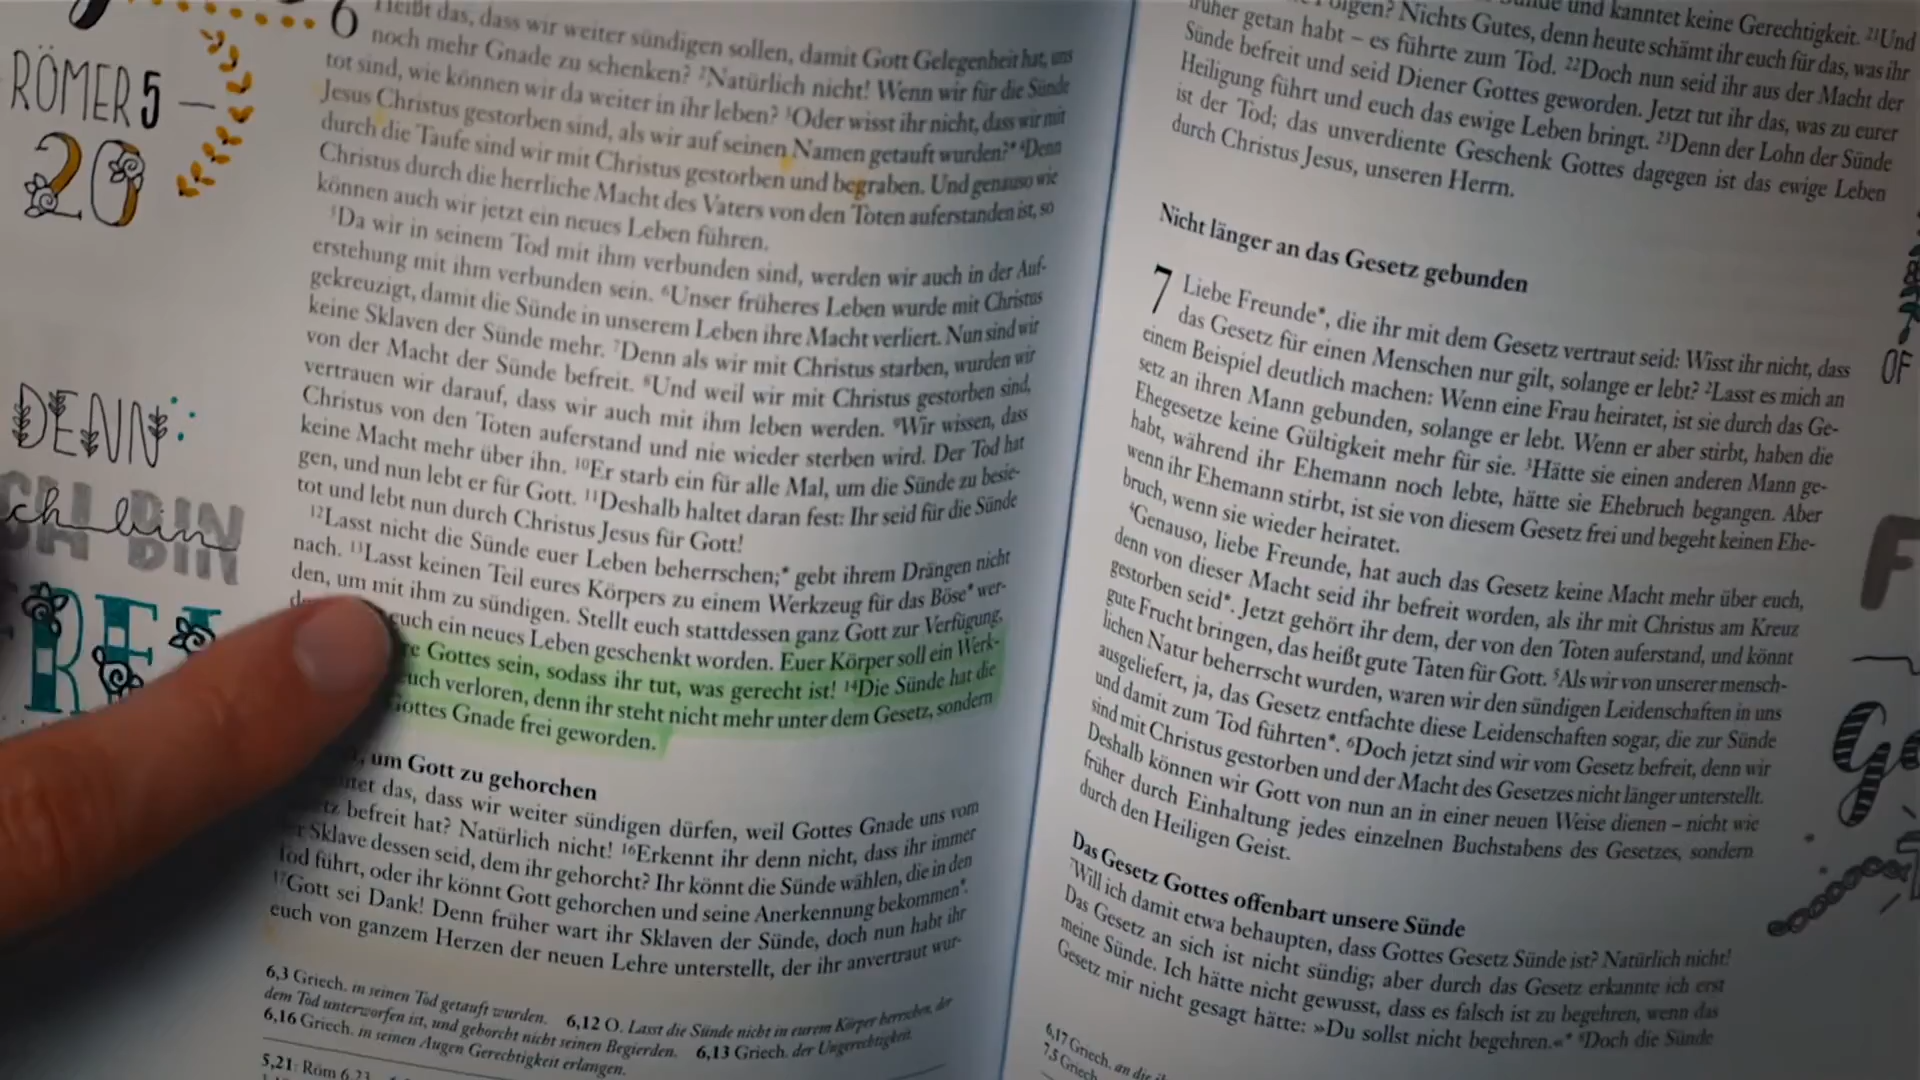 RÖMER 5 –
20
DENN
ich bin
ICH BIN
FREI
6 Heißt das, dass wir weiter sündigen sollen, damit Gott Gelegenheit hat, uns
noch mehr Gnade zu schenken? ²Natürlich nicht! Wenn wir für die Sünde
tot sind, wie können wir da weiter in ihr leben? ³Oder wisst ihr nicht, dass wir mit
Jesus Christus gestorben sind, als wir auf seinen Namen getauft wurden?* ⁴Denn
durch die Taufe sind wir mit Christus gestorben und begraben. Und genauso wie
Christus durch die herrliche Macht des Vaters von den Toten auferstanden ist, so
können auch wir jetzt ein neues Leben führen.
⁵Da wir in seinem Tod mit ihm verbunden sind, werden wir auch in der Auf-
erstehung mit ihm verbunden sein. ⁶Unser früheres Leben wurde mit Christus
gekreuzigt, damit die Sünde in unserem Leben ihre Macht verliert. Nun sind wir
keine Sklaven der Sünde mehr. ⁷Denn als wir mit Christus starben, wurden wir
von der Macht der Sünde befreit. ⁸Und weil wir mit Christus gestorben sind,
vertrauen wir darauf, dass wir auch mit ihm leben werden. ⁹Wir wissen, dass
Christus von den Toten auferstand und nie wieder sterben wird. Der Tod hat
keine Macht mehr über ihn. ¹⁰Er starb ein für alle Mal, um die Sünde zu besie-
gen, und nun lebt er für Gott. ¹¹Deshalb haltet daran fest: Ihr seid für die Sünde
tot und lebt nun durch Christus Jesus für Gott!
¹²Lasst nicht die Sünde euer Leben beherrschen;* gebt ihrem Drängen nicht
nach. ¹³Lasst keinen Teil eures Körpers zu einem Werkzeug für das Böse* wer-
den, um mit ihm zu sündigen. Stellt euch stattdessen ganz Gott zur Verfügung,
euch ein neues Leben geschenkt worden. Euer Körper soll ein Werk-
Gottes sein, sodass ihr tut, was gerecht ist! ¹⁴Die Sünde hat die
euch verloren, denn ihr steht nicht mehr unter dem Gesetz, sondern
Gottes Gnade frei geworden.
um Gott zu gehorchen
das, dass wir weiter sündigen dürfen, weil Gottes Gnade uns vom
befreit hat? Natürlich nicht! ¹⁶Erkennt ihr denn nicht, dass ihr immer
Sklave dessen seid, dem ihr gehorcht? Ihr könnt die Sünde wählen, die in den
Tod führt, oder ihr könnt Gott gehorchen und seine Anerkennung bekommen*.
¹⁷Gott sei Dank! Denn früher wart ihr Sklaven der Sünde, doch nun habt ihr
euch von ganzem Herzen der neuen Lehre unterstellt, der ihr anvertraut wur-
6,3 Griech. in seinen Tod getauft wurden. 6,12 O. Lasst die Sünde nicht in eurem Körper herrschen, der
dem Tod unterworfen ist, und gehorcht nicht seinen Begierden. 6,13 Griech. der Ungerechtigkeit.
6,16 Griech. in seinen Augen Gerechtigkeit erlangen.
5,21: Röm 6,23
Sünde und kanntet keine Gerechtigkeit. ²¹Und
Folgen? Nichts Gutes, denn heute schämt ihr euch für das, was ihr
früher getan habt – es führte zum Tod. ²²Doch nun seid ihr aus der Macht der
Sünde befreit und seid Diener Gottes geworden. Jetzt tut ihr das, was zu eurer
Heiligung führt und euch das ewige Leben bringt. ²³Denn der Lohn der Sünde
ist der Tod; das unverdiente Geschenk Gottes dagegen ist das ewige Leben
durch Christus Jesus, unseren Herrn.
Nicht länger an das Gesetz gebunden
7 Liebe Freunde*, die ihr mit dem Gesetz vertraut seid: Wisst ihr nicht, dass
das Gesetz für einen Menschen nur gilt, solange er lebt? ²Lasst es mich an
einem Beispiel deutlich machen: Wenn eine Frau heiratet, ist sie durch das Ge-
setz an ihren Mann gebunden, solange er lebt. Wenn er aber stirbt, haben die
Ehegesetze keine Gültigkeit mehr für sie. ³Hätte sie einen anderen Mann ge-
habt, während ihr Ehemann noch lebte, hätte sie Ehebruch begangen. Aber
wenn ihr Ehemann stirbt, ist sie von diesem Gesetz frei und begeht keinen Ehe-
bruch, wenn sie wieder heiratet.
⁴Genauso, liebe Freunde, hat auch das Gesetz keine Macht mehr über euch,
denn von dieser Macht seid ihr befreit worden, als ihr mit Christus am Kreuz
gestorben seid*. Jetzt gehört ihr dem, der von den Toten auferstand, und könnt
gute Frucht bringen, das heißt gute Taten für Gott. ⁵Als wir von unserer mensch-
lichen Natur beherrscht wurden, waren wir den sündigen Leidenschaften in uns
ausgeliefert, ja, das Gesetz entfachte diese Leidenschaften sogar, die zur Sünde
und damit zum Tod führten*. ⁶Doch jetzt sind wir vom Gesetz befreit, denn wir
sind mit Christus gestorben und der Macht des Gesetzes nicht länger unterstellt.
Deshalb können wir Gott von nun an in einer neuen Weise dienen – nicht wie
früher durch Einhaltung jedes einzelnen Buchstabens des Gesetzes, sondern
durch den Heiligen Geist.
Das Gesetz Gottes offenbart unsere Sünde
⁷Will ich damit etwa behaupten, dass Gottes Gesetz Sünde ist? Natürlich nicht!
Das Gesetz an sich ist nicht sündig; aber durch das Gesetz erkannte ich erst
meine Sünde. Ich hätte nicht gewusst, dass es falsch ist zu begehren, wenn das
Gesetz mir nicht gesagt hätte: »Du sollst nicht begehren.«* ⁸Doch die Sünde
6,17 Griech. an die
7,5 Griech.
OF